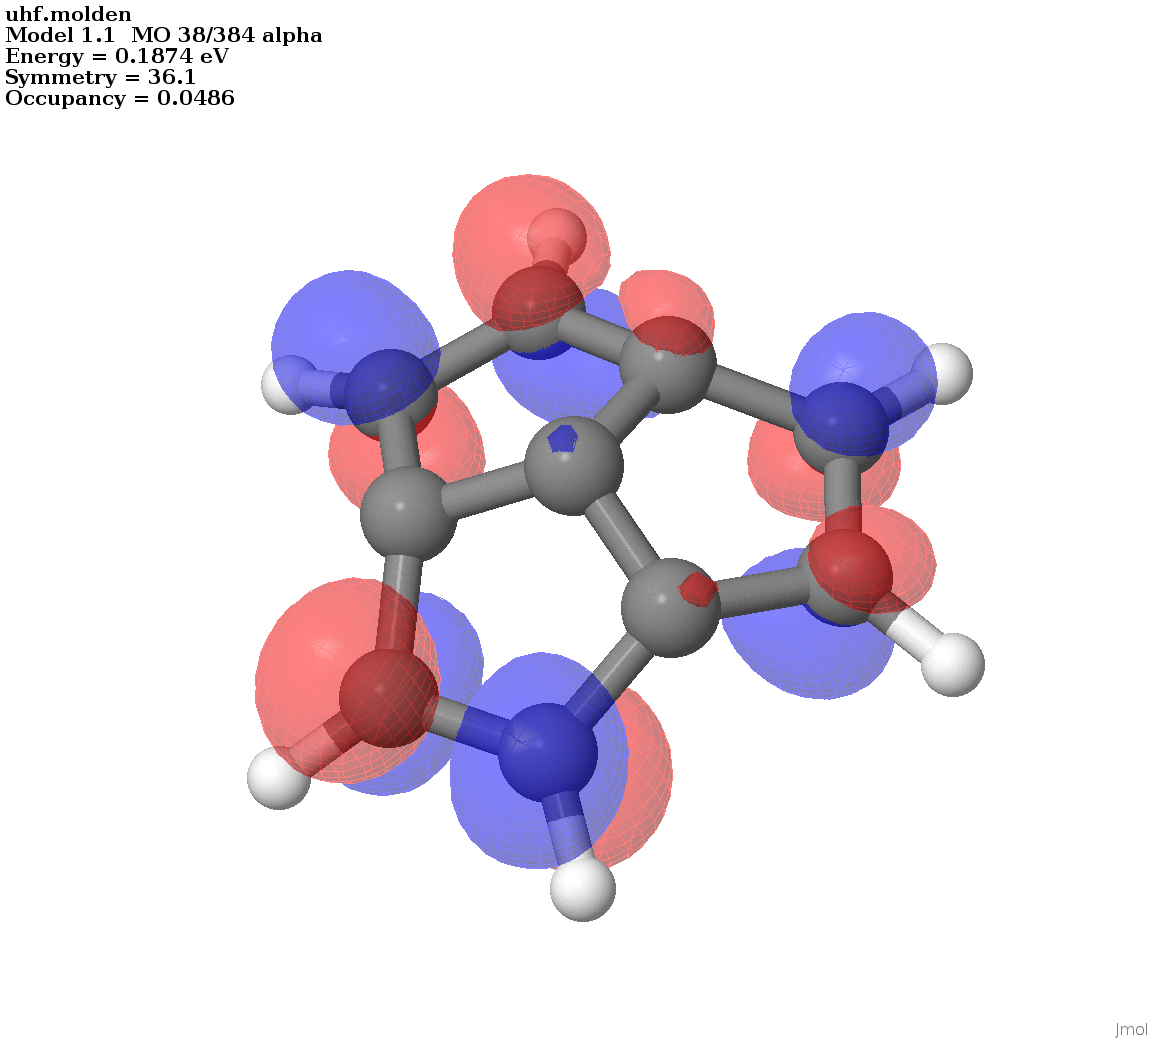 uhf.molden
Model 1.1  MO 38/384 alpha
Energy = 0.1874 eV
Symmetry = 36.1
Occupancy = 0.0486
Jmol